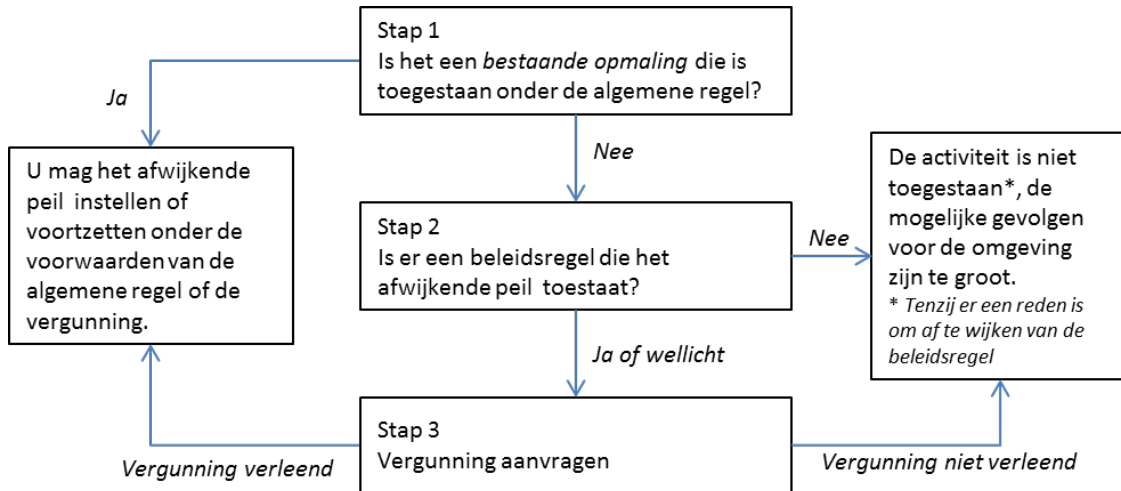 Stap 1
Is het een bestaande opmaling die is
toegestaan onder de algemene regel?
Ja
Nee
U mag het afwijkende
peil instellen of
voortzetten onder de
voorwaarden van de
algemene regel of de
vergunning.
Stap 2
Is er een beleidsregel die het
afwijkende peil toestaat?
Nee
De activiteit is niet
toegestaan*, de
mogelijke gevolgen
voor de omgeving
zijn te groot.
* Tenzij er een reden is
om af te wijken van de
beleidsregel
Ja of wellicht
Stap 3
Vergunning aanvragen
Vergunning verleend
Vergunning niet verleend